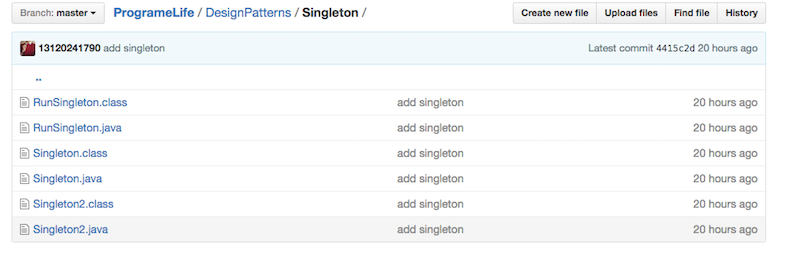 Branch: master ProgrameLife / DesignPatterns / Singleton / Create new file Upload files Find file History
13120241790 add singleton Latest commit 4415c2d 20 hours ago
..
RunSingleton.class add singleton 20 hours ago
RunSingleton.java add singleton 20 hours ago
Singleton.class add singleton 20 hours ago
Singleton.java add singleton 20 hours ago
Singleton2.class add singleton 20 hours ago
Singleton2.java add singleton 20 hours ago